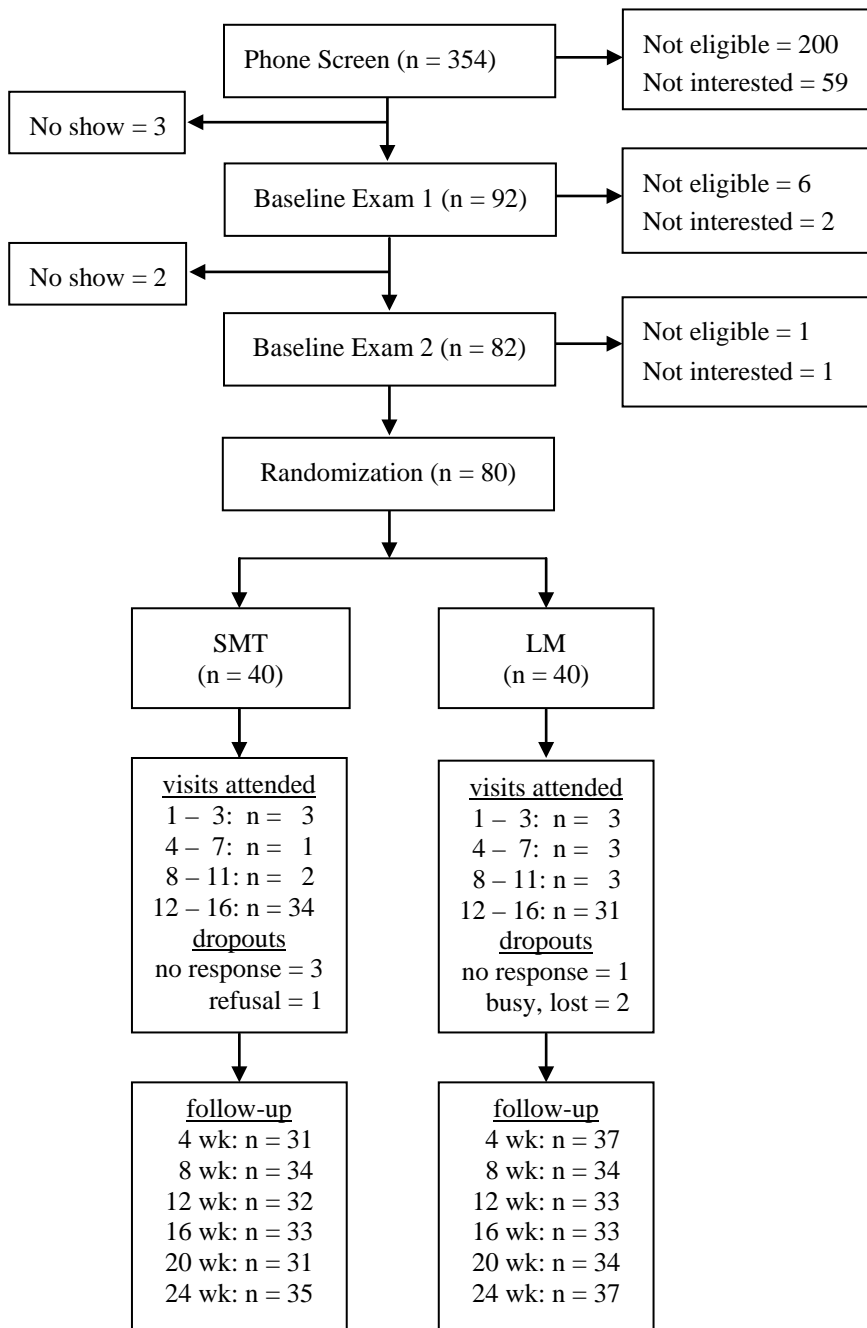 Phone Screen (n = 354)
Not eligible = 200
Not interested = 59
No show = 3
Baseline Exam 1 (n = 92)
Not eligible = 6
Not interested = 2
No show = 2
Baseline Exam 2 (n = 82)
Not eligible = 1
Not interested = 1
Randomization (n = 80)
SMT
(n = 40)
LM
(n = 40)
visits attended
1 – 3: n = 3
4 – 7: n = 1
8 – 11: n = 2
12 – 16: n = 34
dropouts
no response = 3
refusal = 1
visits attended
1 – 3: n = 3
4 – 7: n = 3
8 – 11: n = 3
12 – 16: n = 31
dropouts
no response = 1
busy, lost = 2
follow-up
4 wk: n = 31
8 wk: n = 34
12 wk: n = 32
16 wk: n = 33
20 wk: n = 31
24 wk: n = 35
follow-up
4 wk: n = 37
8 wk: n = 34
12 wk: n = 33
16 wk: n = 33
20 wk: n = 34
24 wk: n = 37